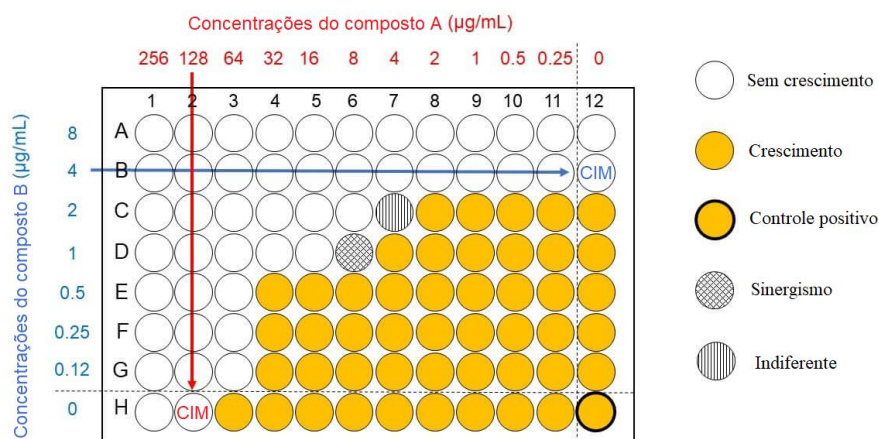 Concentrações do composto A (µg/mL)
256 128 64 32 16 8 4 2 1 0.5 0.25 0
1 2 3 4 5 6 7 8 9 10 11 12
Concentrações do composto B (µg/mL)
8 A
4 B CIM
2 C
1 D
0.5 E
0.25 F
0.12 G
0 H CIM
Sem crescimento
Crescimento
Controle positivo
Sinergismo
Indiferente